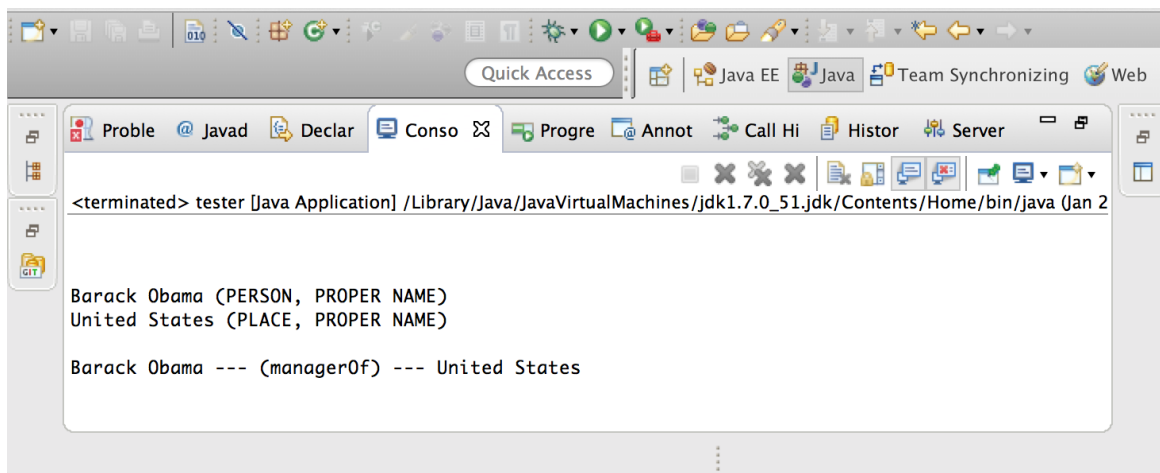 010
Quick Access
Java EE Java Team Synchronizing Web
Proble @ Javad Declar Conso Progre Annot Call Hi Histor Server
<terminated> tester [Java Application] /Library/Java/JavaVirtualMachines/jdk1.7.0_51.jdk/Contents/Home/bin/java (Jan 2
GIT
Barack Obama (PERSON, PROPER NAME)
United States (PLACE, PROPER NAME)
Barack Obama --- (managerOf) --- United States